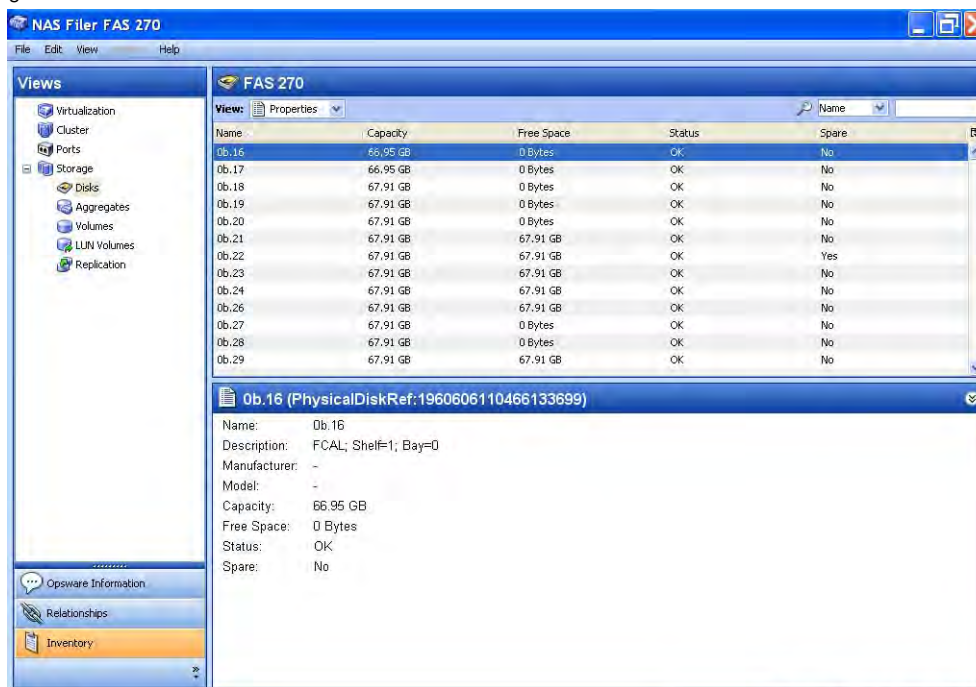 NAS Filer FAS 270
File Edit View Help
Views
Virtualization
Cluster
Ports
Storage
Disks
Aggregates
Volumes
LUN Volumes
Replication
Opsware Information
Relationships
Inventory
FAS 270
View: Properties Name
Name Capacity Free Space Status Spare
0b.16 66.95 GB 0 Bytes OK No
0b.17 66.95 GB 0 Bytes OK No
0b.18 67.91 GB 0 Bytes OK No
0b.19 67.91 GB 0 Bytes OK No
0b.20 67.91 GB 0 Bytes OK No
0b.21 67.91 GB 67.91 GB OK No
0b.22 67.91 GB 67.91 GB OK Yes
0b.23 67.91 GB 67.91 GB OK No
0b.24 67.91 GB 67.91 GB OK No
0b.26 67.91 GB 67.91 GB OK No
0b.27 67.91 GB 0 Bytes OK No
0b.28 67.91 GB 0 Bytes OK No
0b.29 67.91 GB 67.91 GB OK No
0b.16 (PhysicalDiskRef:1960606110466133699)
Name: 0b.16
Description: FCAL; Shelf=1; Bay=0
Manufacturer: -
Model: -
Capacity: 66.95 GB
Free Space: 0 Bytes
Status: OK
Spare: No